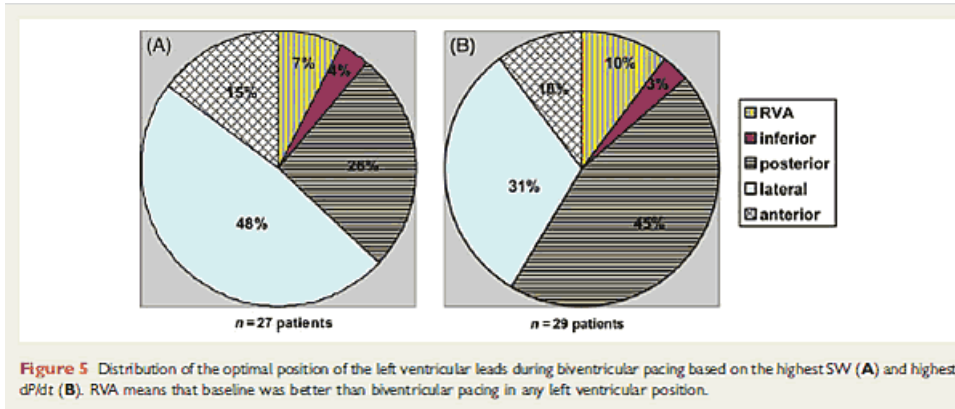 (A)
7%
4%
15%
26%
48%
n = 27 patients
(B)
10%
3%
31%
45%
n = 29 patients
RVA
inferior
posterior
lateral
anterior
Figure 5 Distribution of the optimal position of the left ventricular leads during biventricular pacing based on the highest SW (A) and highest
dP/dt (B). RVA means that baseline was better than biventricular pacing in any left ventricular position.